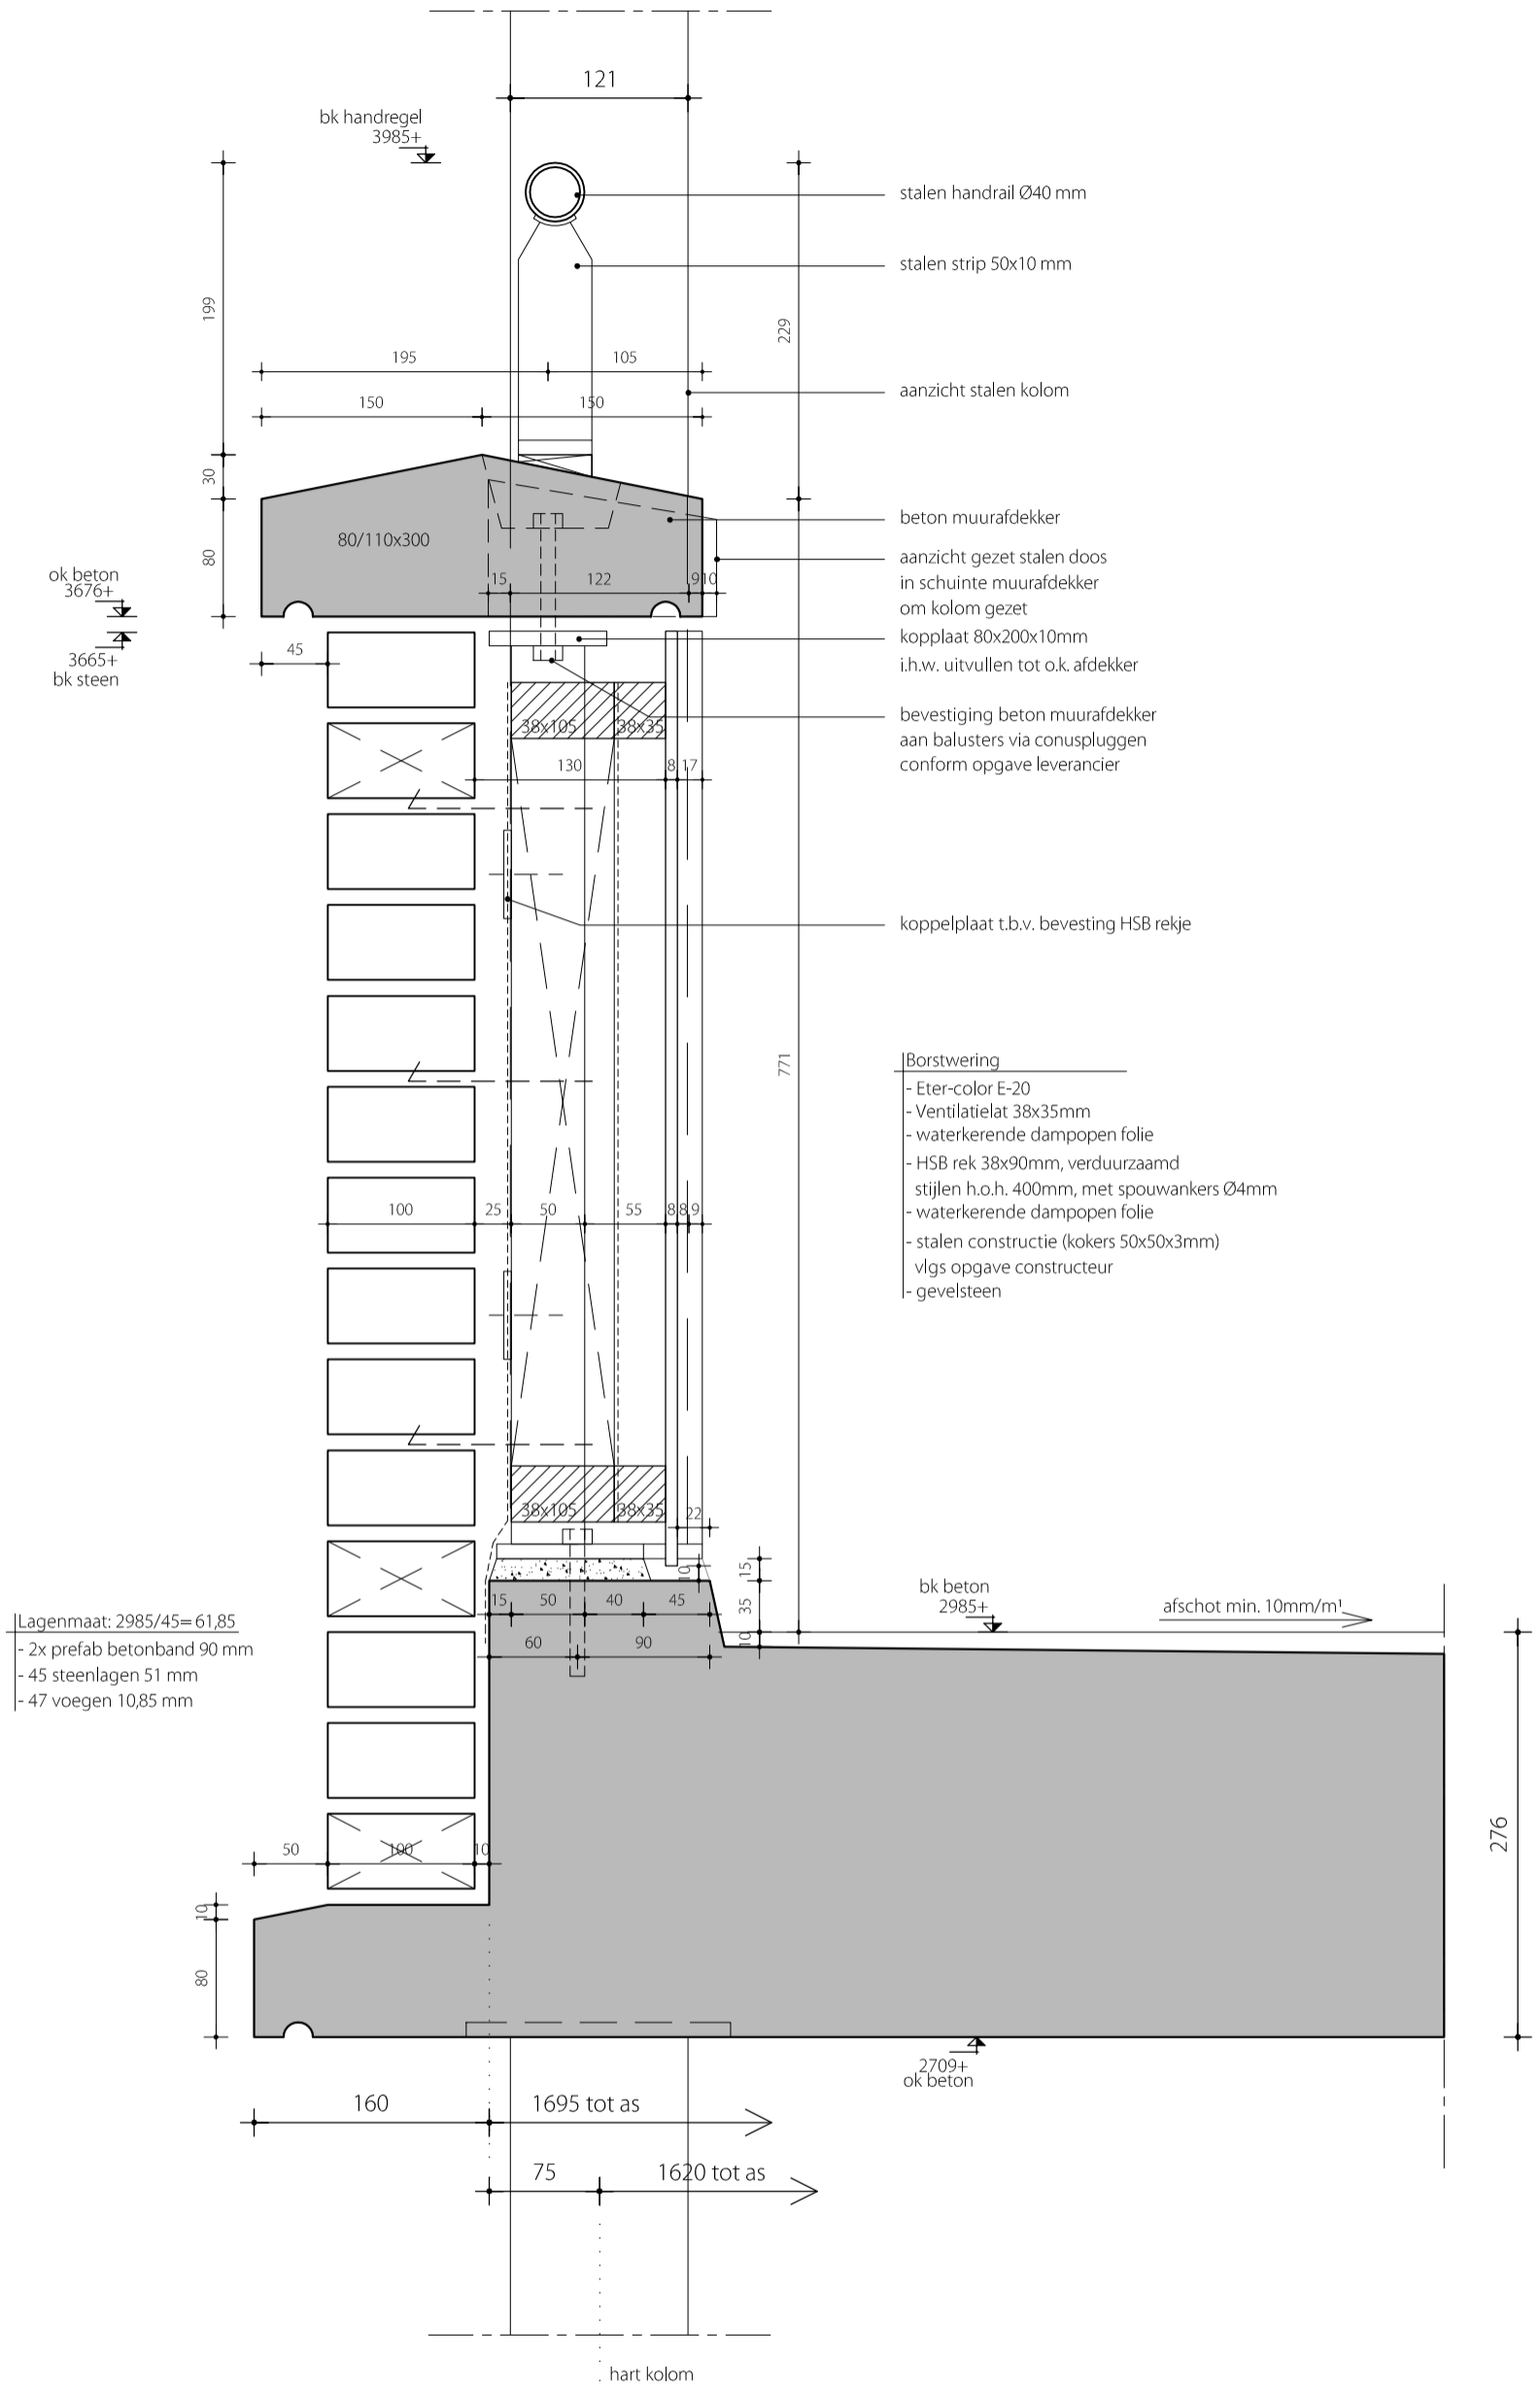 121
bk handregel
3985+
stalen handrail Ø40 mm
stalen strip 50x10 mm
199
229
195
105
150
150
aanzicht stalen kolom
30
80
80/110x300
beton muurafdekker
aanzicht gezet stalen doos
in schuinte muurafdekker
om kolom gezet
15
122
9
10
ok beton
3676+
3665+
bk steen
45
kopplaat 80x200x10mm
i.h.w. uitvullen tot o.k. afdekker
bevestiging beton muurafdekker
aan balusters via conuspluggen
conform opgave leverancier
38x105
38x35
130
8
17
koppelplaat t.b.v. bevesting HSB rekje
771
Borstwering
- Eter-color E-20
- Ventilatielat 38x35mm
- waterkerende dampopen folie
- HSB rek 38x90mm, verduurzaamd
stijlen h.o.h. 400mm, met spouwankers Ø4mm
- waterkerende dampopen folie
- stalen constructie (kokers 50x50x3mm)
vlgs opgave constructeur
- gevelsteen
100
25
50
55
8
8
9
38x105
38x35
22
10
15
35
10
15
50
40
45
60
90
bk beton
2985+
afschot min. 10mm/m¹
Lagenmaat: 2985/45= 61,85
- 2x prefab betonband 90 mm
- 45 steenlagen 51 mm
- 47 voegen 10,85 mm
276
50
100
10
10
80
2709+
ok beton
160
1695 tot as
75
1620 tot as
hart kolom